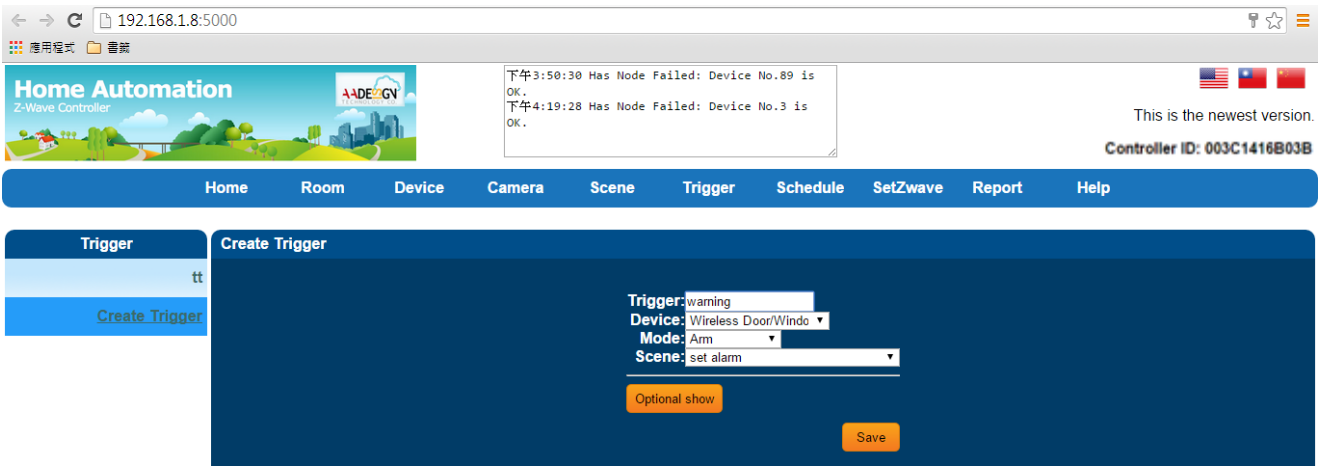 192.168.1.8:5000
應用程式
書籤
Home Automation
Z-Wave Controller
TECHNOLOGY CO.
下午3:50:30 Has Node Failed: Device No.89 is
OK.
下午4:19:28 Has Node Failed: Device No.3 is
OK.
This is the newest version.
Controller ID: 003C1416B03B
Home Room Device Camera Scene Trigger Schedule SetZwave Report Help
Trigger
tt
Create Trigger
Create Trigger
Trigger: warning
Device: Wireless Door/Windo
Mode: Arm
Scene: set alarm
Optional show
Save